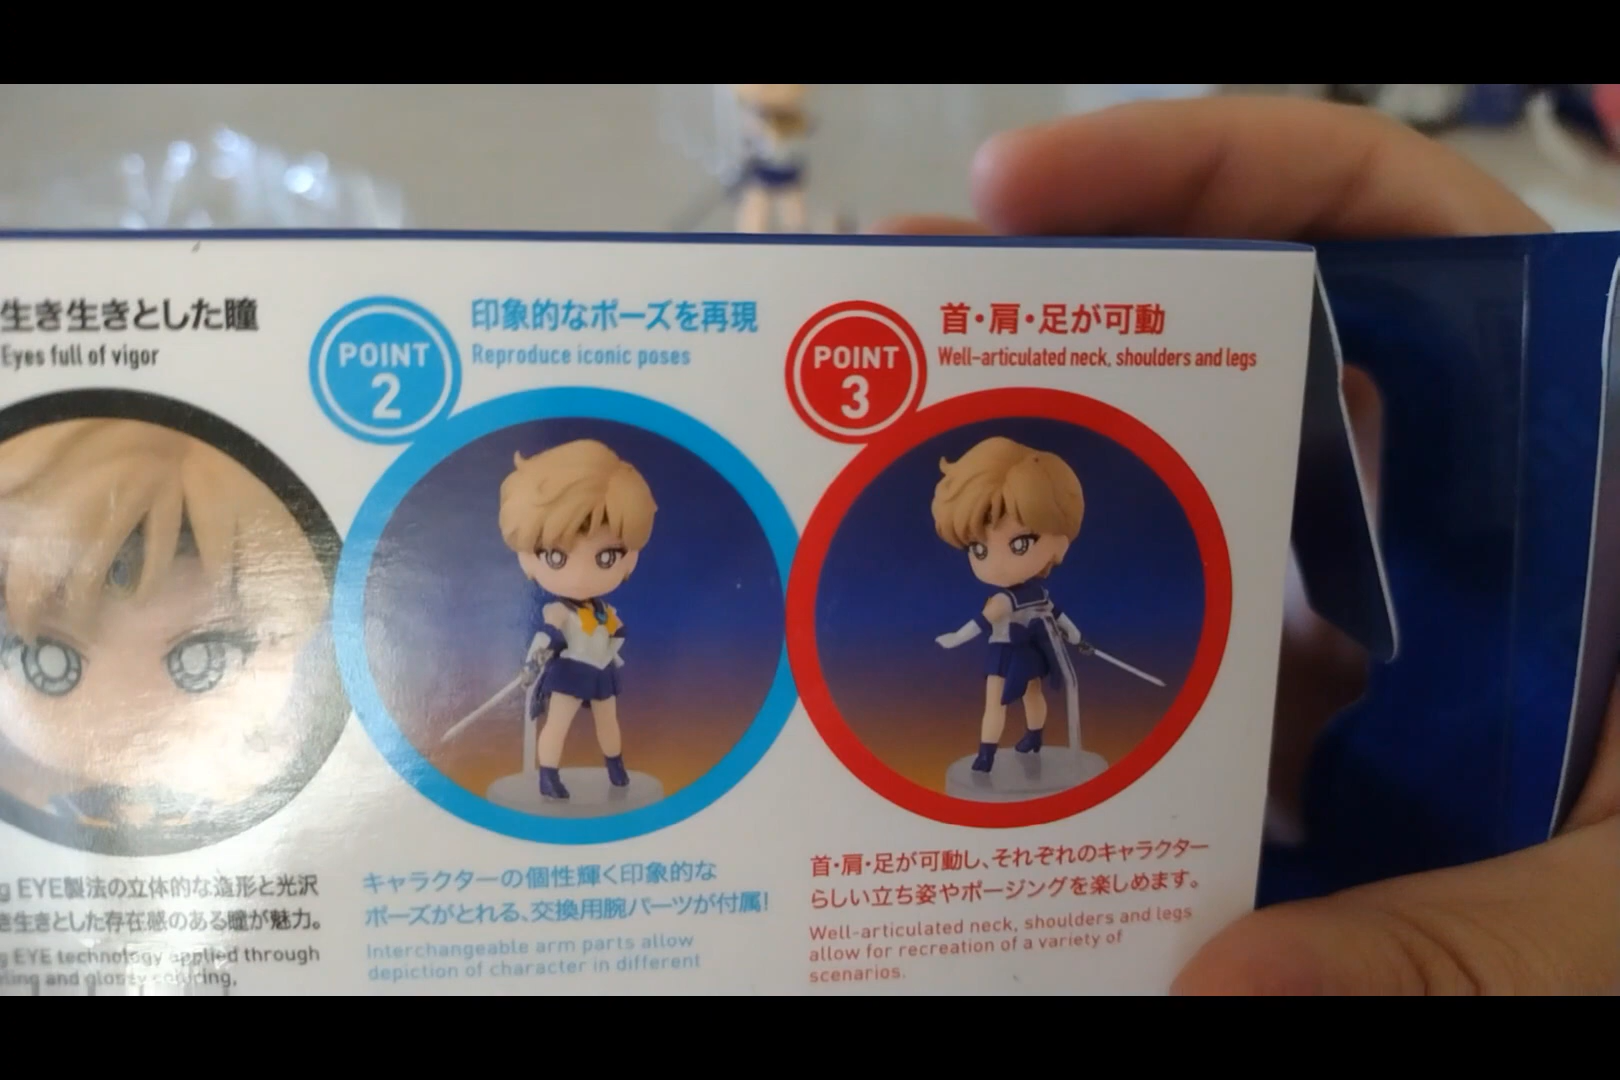 生き生きとした瞳
Eyes full of vigor
g EYE製法の立体的な造形と光沢
き生きとした存在感のある瞳が魅力。
g EYE technology applied through
ling and glossy
POINT
2
印象的なポーズを再現
Reproduce iconic poses
キャラクターの個性輝く印象的な
ポーズがとれる、交換用腕パーツが付属!
Interchangeable arm parts allow
depiction of character in different
POINT
3
首・肩・足が可動
Well-articulated neck, shoulders and legs
首・肩・足が可動し、それぞれのキャラクター
らしい立ち姿やポージングを楽しめます。
Well-articulated neck, shoulders and legs
allow for recreation of a variety of
scenarios.